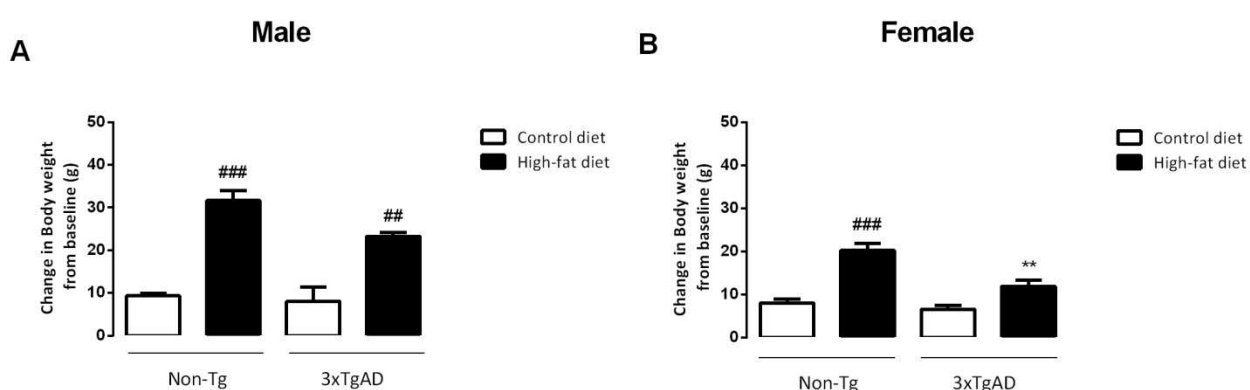 Male
A
Change in Body weight
from baseline (g)
50
40
30
20
10
0
###
##
Control diet
High-fat diet
Non-Tg
3xTgAD
Female
B
Change in Body weight
from baseline (g)
50
40
30
20
10
0
###
**
Control diet
High-fat diet
Non-Tg
3xTgAD